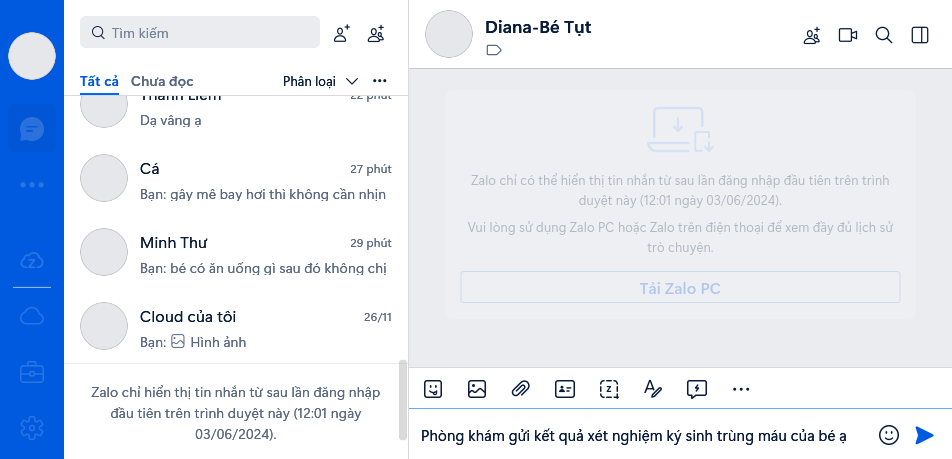 Tìm kiếm
Tất cả Chưa đọc Phân loại
Thanh Liêm 22 phút
Dạ vâng ạ
Cá 27 phút
Bạn: gây mê bay hơi thì không cần nhịn
Minh Thư 29 phút
Bạn: bé có ăn uống gì sau đó không chị
Cloud của tôi 26/11
Bạn: Hình ảnh
Zalo chỉ hiển thị tin nhắn từ sau lần đăng nhập
đầu tiên trên trình duyệt này (12:01 ngày
03/06/2024).
Diana-Bé Tụt
Zalo chỉ có thể hiển thị tin nhắn từ sau lần đăng nhập đầu tiên trên trình
duyệt này (12:01 ngày 03/06/2024).
Vui lòng sử dụng Zalo PC hoặc Zalo trên điện thoại để xem đầy đủ lịch sử
trò chuyện.
Tải Zalo PC
Phòng khám gửi kết quả xét nghiệm ký sinh trùng máu của bé ạ